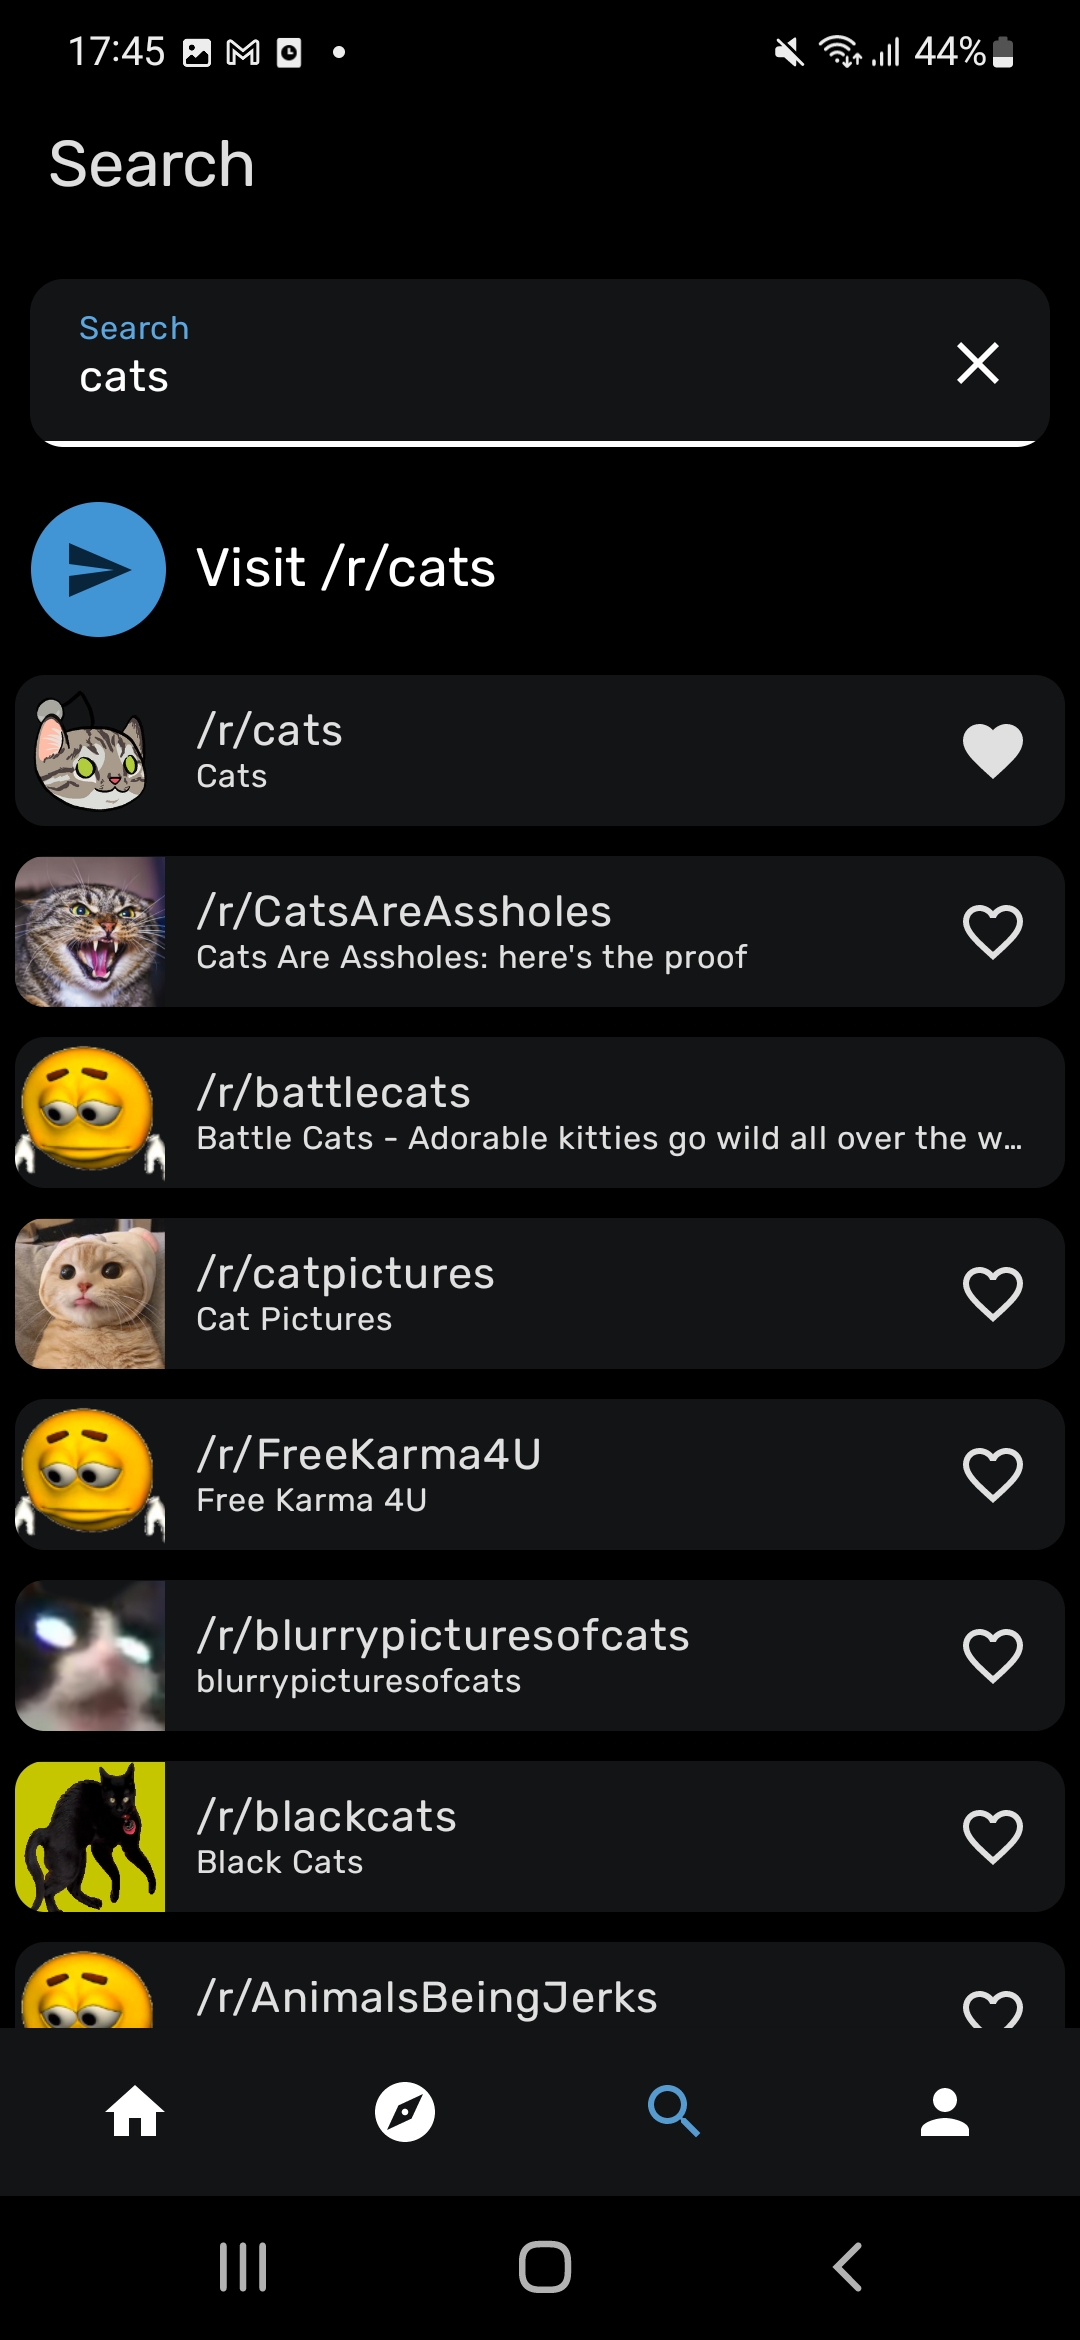 17:45 44%
Search
Search
cats
Visit /r/cats
/r/cats
Cats
/r/CatsAreAssholes
Cats Are Assholes: here's the proof
/r/battlecats
Battle Cats - Adorable kitties go wild all over the w...
/r/catpictures
Cat Pictures
/r/FreeKarma4U
Free Karma 4U
/r/blurrypicturesofcats
blurrypicturesofcats
/r/blackcats
Black Cats
/r/AnimalsBeingJerks